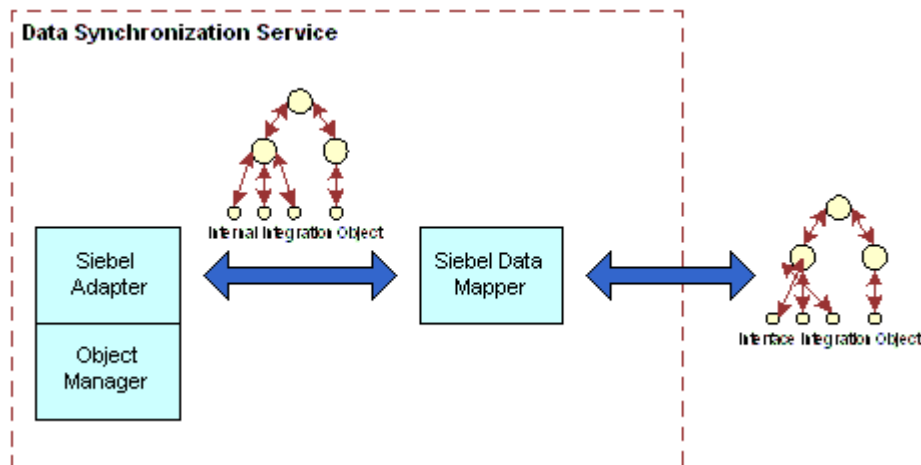 Data Synchronization Service
Internal Integration Object
Siebel
Adapter
Siebel Data
Mapper
Object
Manager
Interface Integration Object